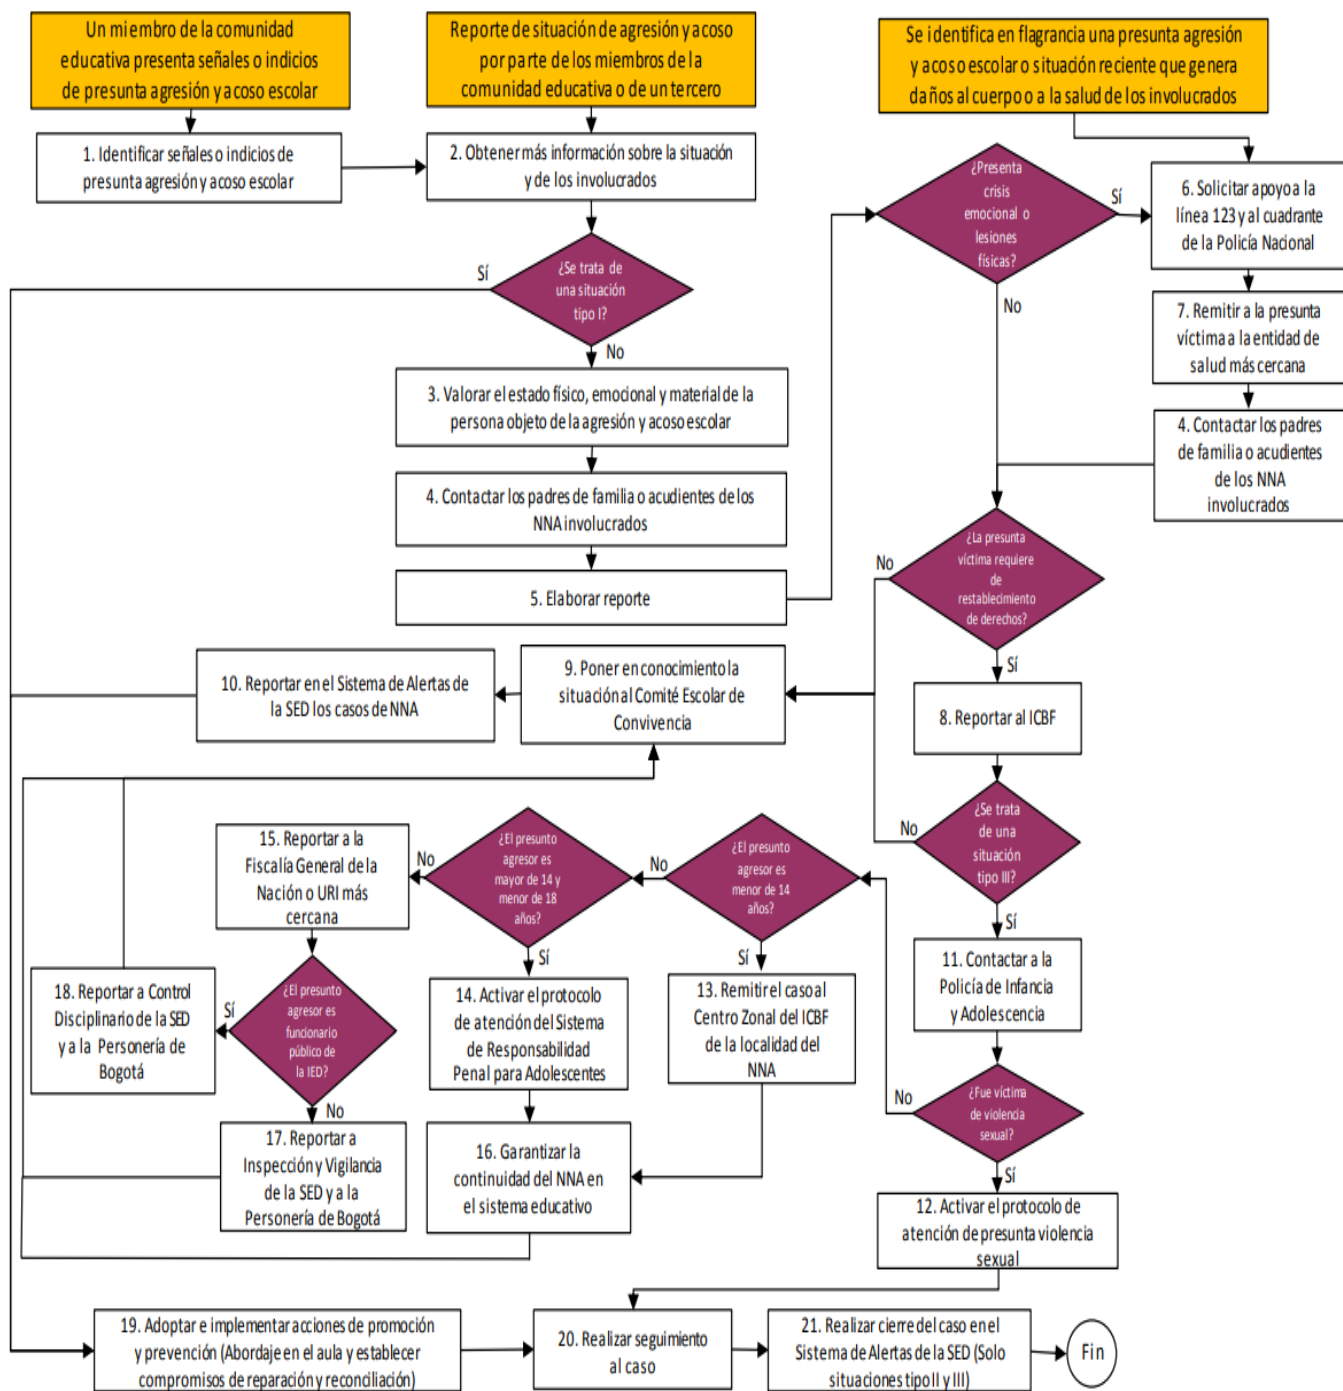 Un miembro de la comunidad
educativa presenta señales o indicios
de presunta agresión y acoso escolar
Reporte de situación de agresión y acoso
por parte de los miembros de la
comunidad educativa o de un tercero
Se identifica en flagrancia una presunta agresión
y acoso escolar o situación reciente que genera
daños al cuerpo o a la salud de los involucrados
1. Identificar señales o indicios de
presunta agresión y acoso escolar
2. Obtener más información sobre la situación
y de los involucrados
¿Presenta
crisis
emocional o
lesiones
físicas?
Sí
No
6. Solicitar apoyo a la
línea 123 y al cuadrante
de la Policía Nacional
¿Se trata de
una situación
tipo I?
Sí
No
7. Remitir a la presunta
víctima a la entidad de
salud más cercana
3. Valorar el estado físico, emocional y material de la
persona objeto de la agresión y acoso escolar
4. Contactar los padres
de familia o acudientes
de los NNA
involucrados
4. Contactar los padres de familia o acudientes de los
NNA involucrados
¿La presunta
víctima requiere
de
restablecimiento
de derechos?
No
Sí
5. Elaborar reporte
10. Reportar en el Sistema de Alertas de
la SED los casos de NNA
9. Poner en conocimiento la
situación al Comité Escolar de
Convivencia
8. Reportar al ICBF
¿Se trata
de una
situación
tipo III?
No
Sí
15. Reportar a la
Fiscalía General de la
Nación o URI más
cercana
No
¿El presunto
agresor es
mayor de 14 y
menor de 18
años?
Sí
No
¿El presunto
agresor es
menor de 14
años?
Sí
11. Contactar a la
Policía de Infancia
y Adolescencia
18. Reportar a Control
Disciplinario de la SED
y a la Personería de
Bogotá
Sí
¿El presunto
agresor es
funcionario
público de
la IED?
No
14. Activar el protocolo
de atención del Sistema
de Responsabilidad
Penal para Adolescentes
13. Remitir el caso al
Centro Zonal del ICBF
de la localidad del
NNA
No
¿Fue víctima
de violencia
sexual?
Sí
17. Reportar a
Inspección y Vigilancia
de la SED y a la
Personería de Bogotá
16. Garantizar la
continuidad del NNA en
el sistema educativo
12. Activar el protocolo de
atención de presunta violencia
sexual
19. Adoptar e implementar acciones de promoción
y prevención (Abordaje en el aula y establecer
compromisos de reparación y reconciliación)
20. Realizar seguimiento
al caso
21. Realizar cierre del caso en el
Sistema de Alertas de la SED (Solo
situaciones tipo II y III)
Fin